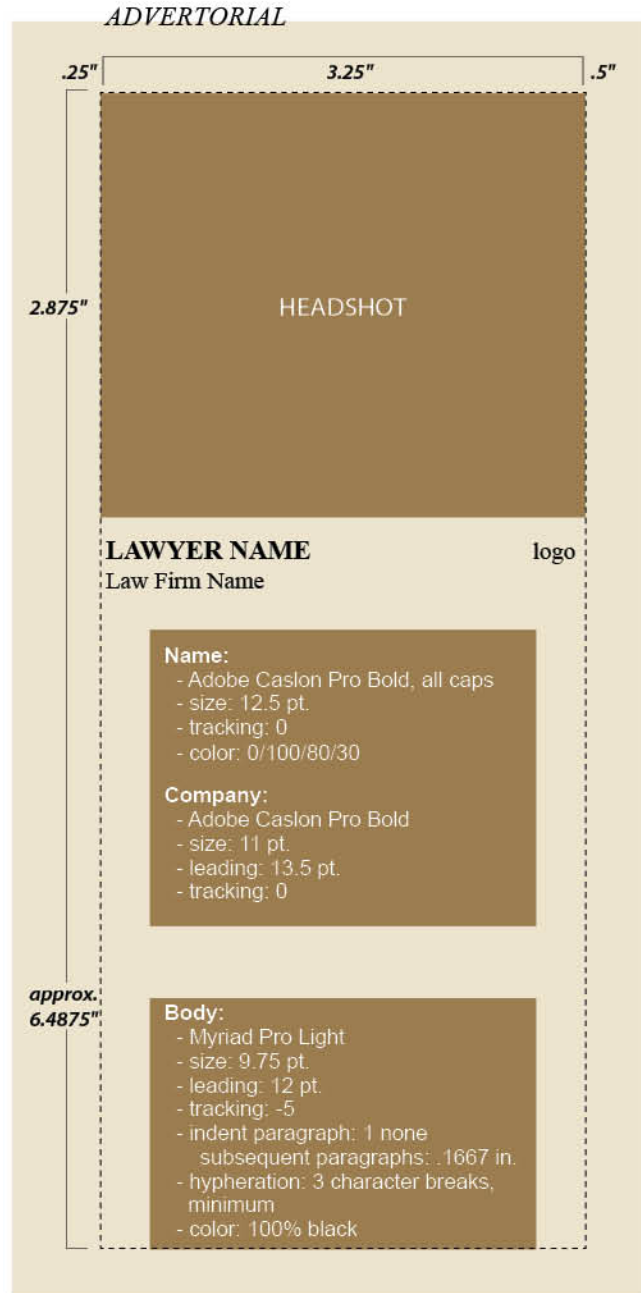 ADVERTORIAL
.25"
3.25"
.5"
2.875"
HEADSHOT
LAWYER NAME
logo
Law Firm Name
Name:
- Adobe Caslon Pro Bold, all caps
- size: 12.5 pt.
- tracking: 0
- color: 0/100/80/30
Company:
- Adobe Caslon Pro Bold
- size: 11 pt.
- leading: 13.5 pt.
- tracking: 0
approx.
6.4875"
Body:
- Myriad Pro Light
- size: 9.75 pt.
- leading: 12 pt.
- tracking: -5
- indent paragraph: 1 none
subsequent paragraphs: .1667 in.
- hypheration: 3 character breaks,
minimum
- color: 100% black